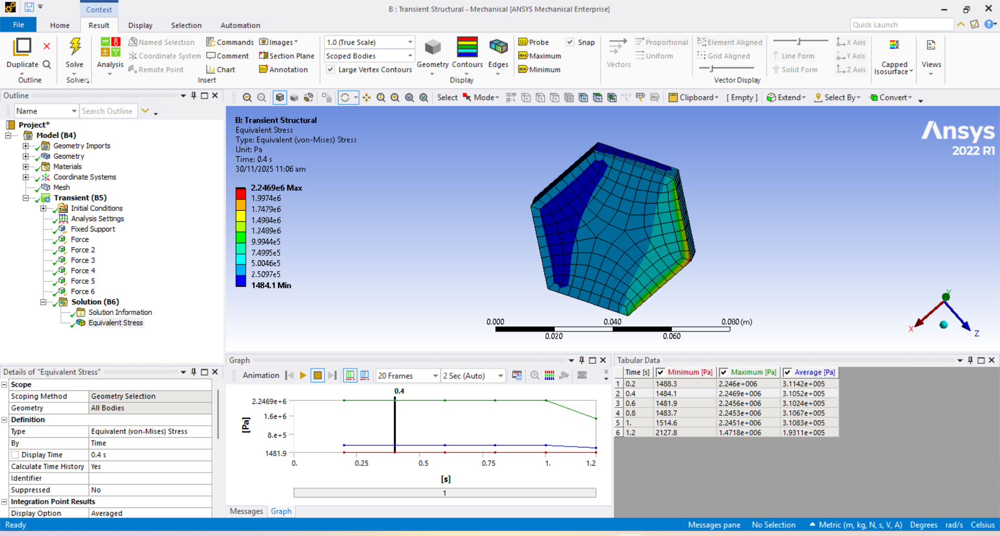 Context
B : Transient Structural - Mechanical [ANSYS Mechanical Enterprise]
File Home Result Display Selection Automation
Quick Launch
Duplicate
Outline
Solve
Solver
Analysis
Named Selection
Coordinate System
Remote Point
Commands
Comment
Chart
Images
Section Plane
Annotation
Insert
1.0 (True Scale)
Scoped Bodies
Large Vertex Contours
Geometry Contours Edges
Display
Probe
Maximum
Minimum
Snap
Vectors
Proportional
Uniform
Element Aligned
Grid Aligned
Line Form
Solid Form
X Axis
Y Axis
Z Axis
Vector Display
Capped Isosurface
Views
Outline
Name Search Outline
Project*
Model (B4)
Geometry Imports
Geometry
Materials
Coordinate Systems
Mesh
Transient (B5)
Initial Conditions
Analysis Settings
Fixed Support
Force
Force 2
Force 3
Force 4
Force 5
Force 6
Solution (B6)
Solution Information
Equivalent Stress
Select Mode Clipboard [ Empty ] Extend Select By Convert
B: Transient Structural
Equivalent Stress
Type: Equivalent (von-Mises) Stress
Unit: Pa
Time: 0.4 s
30/11/2025 11:06 am
2.2469e6 Max
1.9974e6
1.7479e6
1.4984e6
1.2489e6
9.9944e5
7.4995e5
5.0046e5
2.5097e5
1484.1 Min
Ansys
2022 R1
0.000 0.040 0.080 (m)
0.020 0.060
Y
X
Z
Details of "Equivalent Stress"
Scope
Scoping Method Geometry Selection
Geometry All Bodies
Definition
Type Equivalent (von-Mises) Stress
By Time
Display Time 0.4 s
Calculate Time History Yes
Identifier
Suppressed No
Integration Point Results
Display Option Averaged
Graph
Animation 20 Frames 2 Sec (Auto)
0.4
2.2469e+6
1.6e+6
8.e+5
1481.9
[Pa]
0. 0.25 0.5 0.75 1. 1.2
[s]
1
Messages Graph
Tabular Data
Time [s] Minimum [Pa] Maximum [Pa] Average [Pa]
1 0.2 1488.3 2.246e+006 3.1142e+005
2 0.4 1484.1 2.2469e+006 3.1052e+005
3 0.6 1481.9 2.2456e+006 3.1024e+005
4 0.8 1483.7 2.2453e+006 3.1067e+005
5 1. 1514.6 2.2451e+006 3.1083e+005
6 1.2 2127.8 1.4718e+006 1.9311e+005
Ready Messages pane No Selection Metric (m, kg, N, s, V, A) Degrees rad/s Celsius